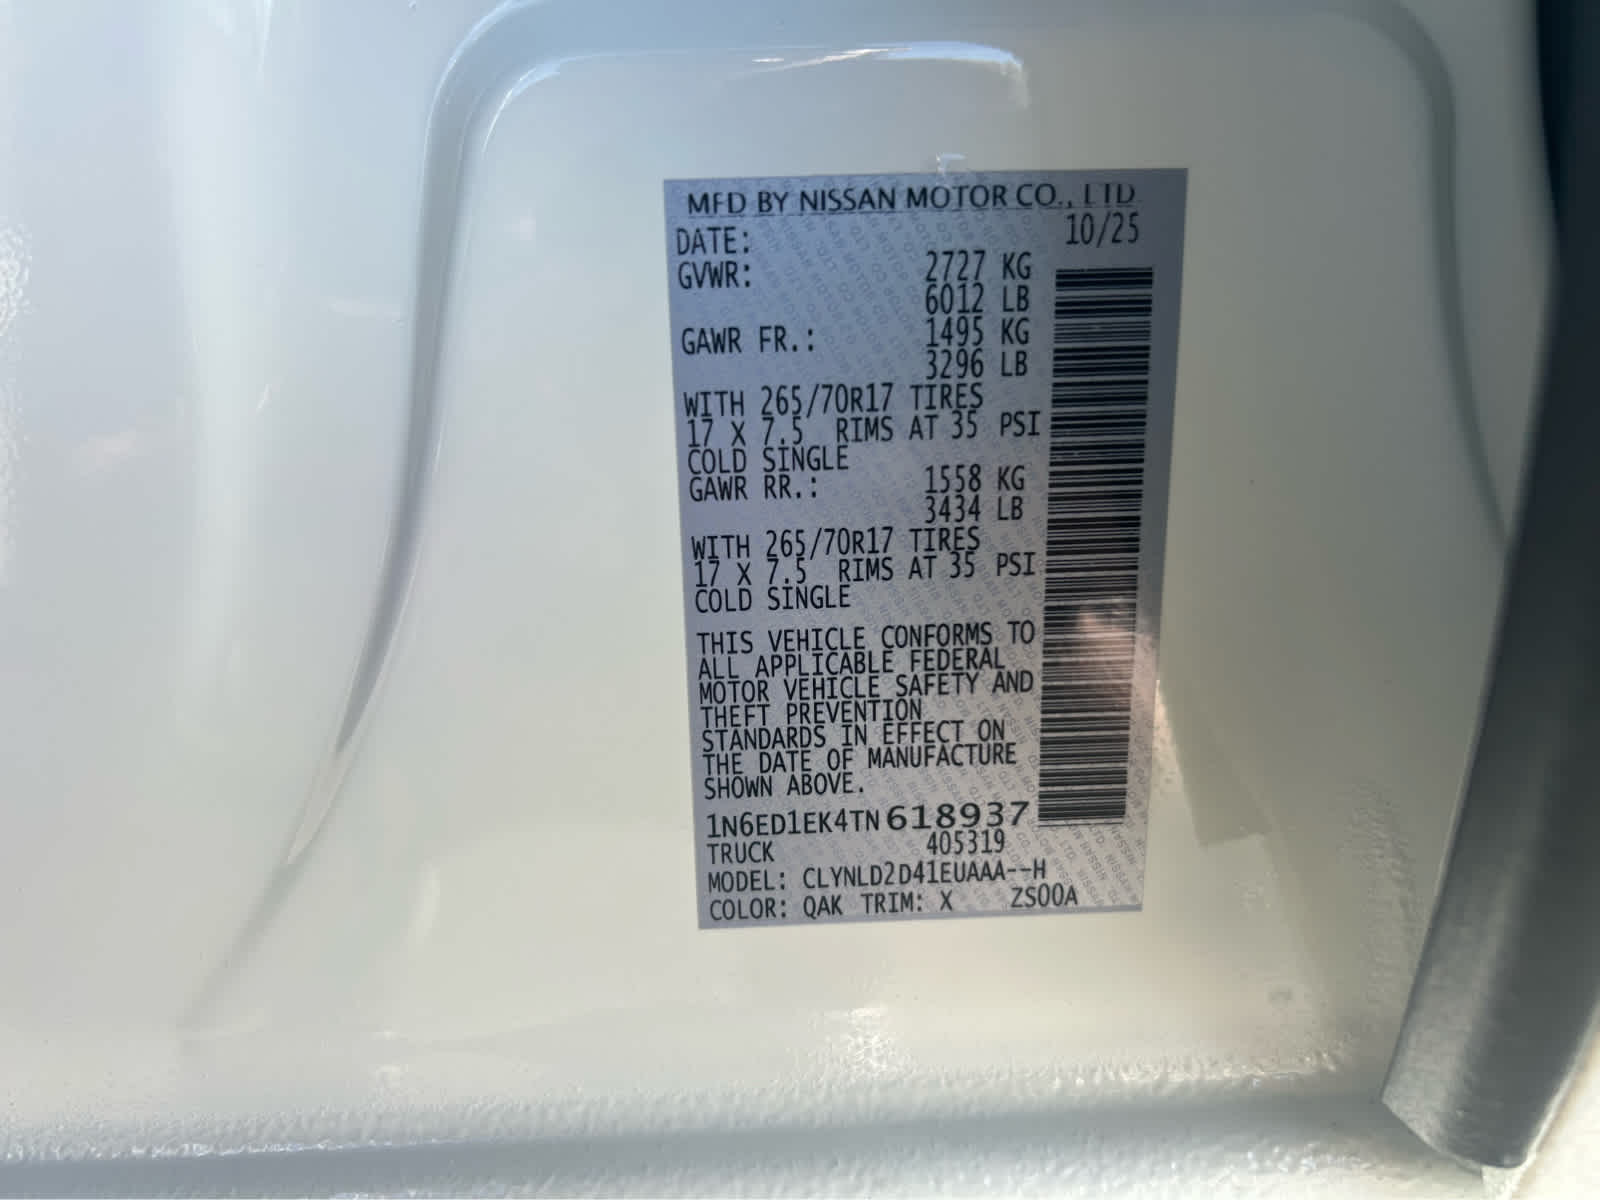 MFD BY NISSAN MOTOR CO., LTD
DATE: 10/25
GVWR: 2727 KG
6012 LB
GAWR FR.: 1495 KG
3296 LB
WITH 265/70R17 TIRES
17 X 7.5 RIMS AT 35 PSI
COLD SINGLE
GAWR RR.: 1558 KG
3434 LB
WITH 265/70R17 TIRES
17 X 7.5 RIMS AT 35 PSI
COLD SINGLE
THIS VEHICLE CONFORMS TO
ALL APPLICABLE FEDERAL
MOTOR VEHICLE SAFETY AND
THEFT PREVENTION
STANDARDS IN EFFECT ON
THE DATE OF MANUFACTURE
SHOWN ABOVE.
1N6ED1EK4TN618937
TRUCK 405319
MODEL: CLYNLD2D41EUAAA--H
COLOR: QAK TRIM: X ZS00A